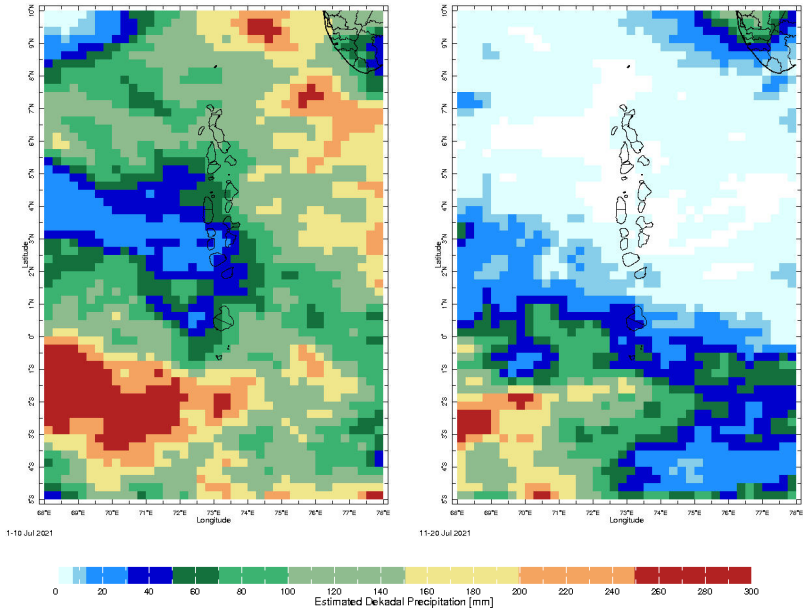 10˚N
9˚N
8˚N
7˚N
6˚N
5˚N
4˚N
3˚N
2˚N
1˚N
0˚
1˚S
2˚S
3˚S
4˚S
5˚S
Latitude
68˚E 69˚E 70˚E 71˚E 72˚E 73˚E 74˚E 75˚E 76˚E 77˚E 78˚E
Longitude
1-10 Jul 2021
10˚N
9˚N
8˚N
7˚N
6˚N
5˚N
4˚N
3˚N
2˚N
1˚N
0˚
1˚S
2˚S
3˚S
4˚S
5˚S
Latitude
68˚E 69˚E 70˚E 71˚E 72˚E 73˚E 74˚E 75˚E 76˚E 77˚E 78˚E
Longitude
11-20 Jul 2021
0 20 40 60 80 100 120 140 160 180 200 220 240 260 280 300
Estimated Dekadal Precipitation [mm]